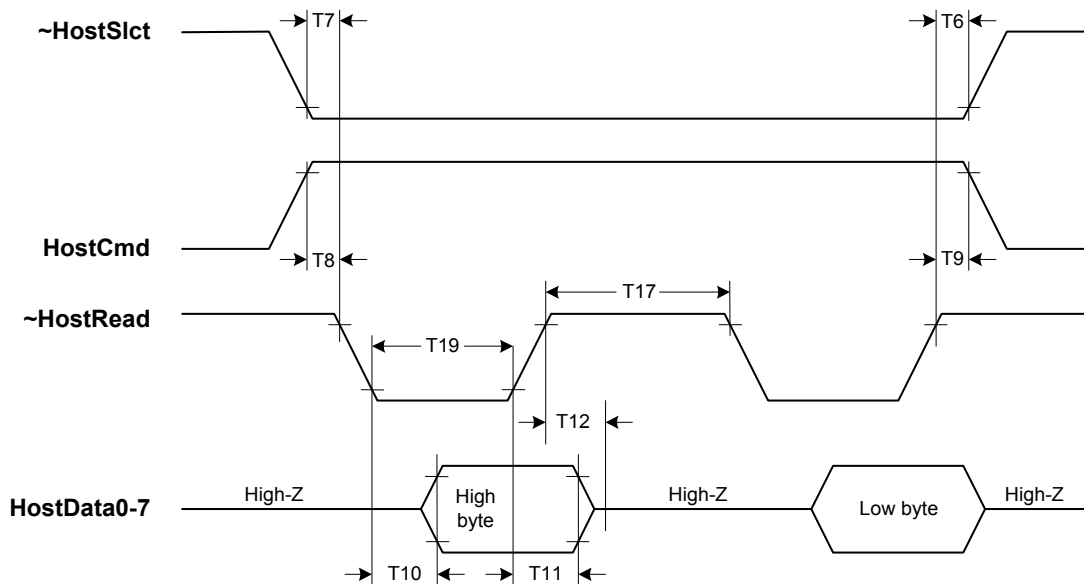 ~HostSlct
T7
T6
HostCmd
T8
T9
~HostRead
T17
T19
T12
HostData0-7
High-Z
High
byte
High-Z
Low byte
High-Z
T10
T11